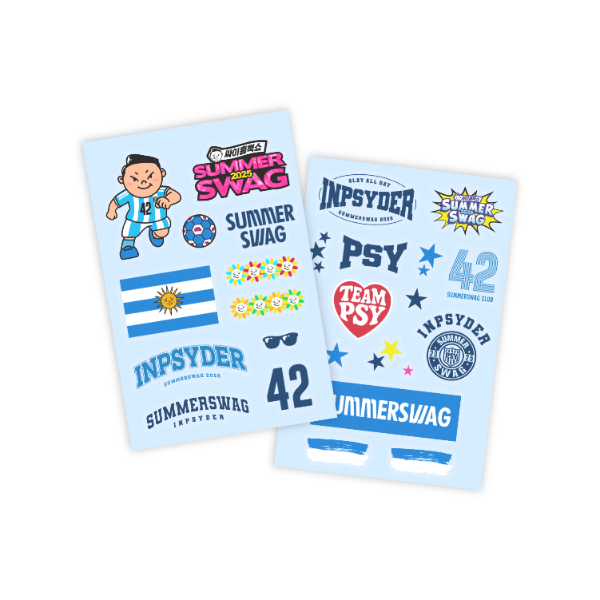 싸이흠뻑쇼
SUMMER
2025
SWAG
42
SUMMER
SWAG
INPSYDER
SUMMERSWAG 2025
SUMMERSWAG
INPSYDER
42
PLAY ALL DAY
INPSYDER
SUMMERSWAG 2025
SUMMER
2025
SWAG
PSY
42
SUMMERSWAG CLUB
TEAM
PSY
INPSYDER
SUMMER
SWAG
SUMMERSWAG